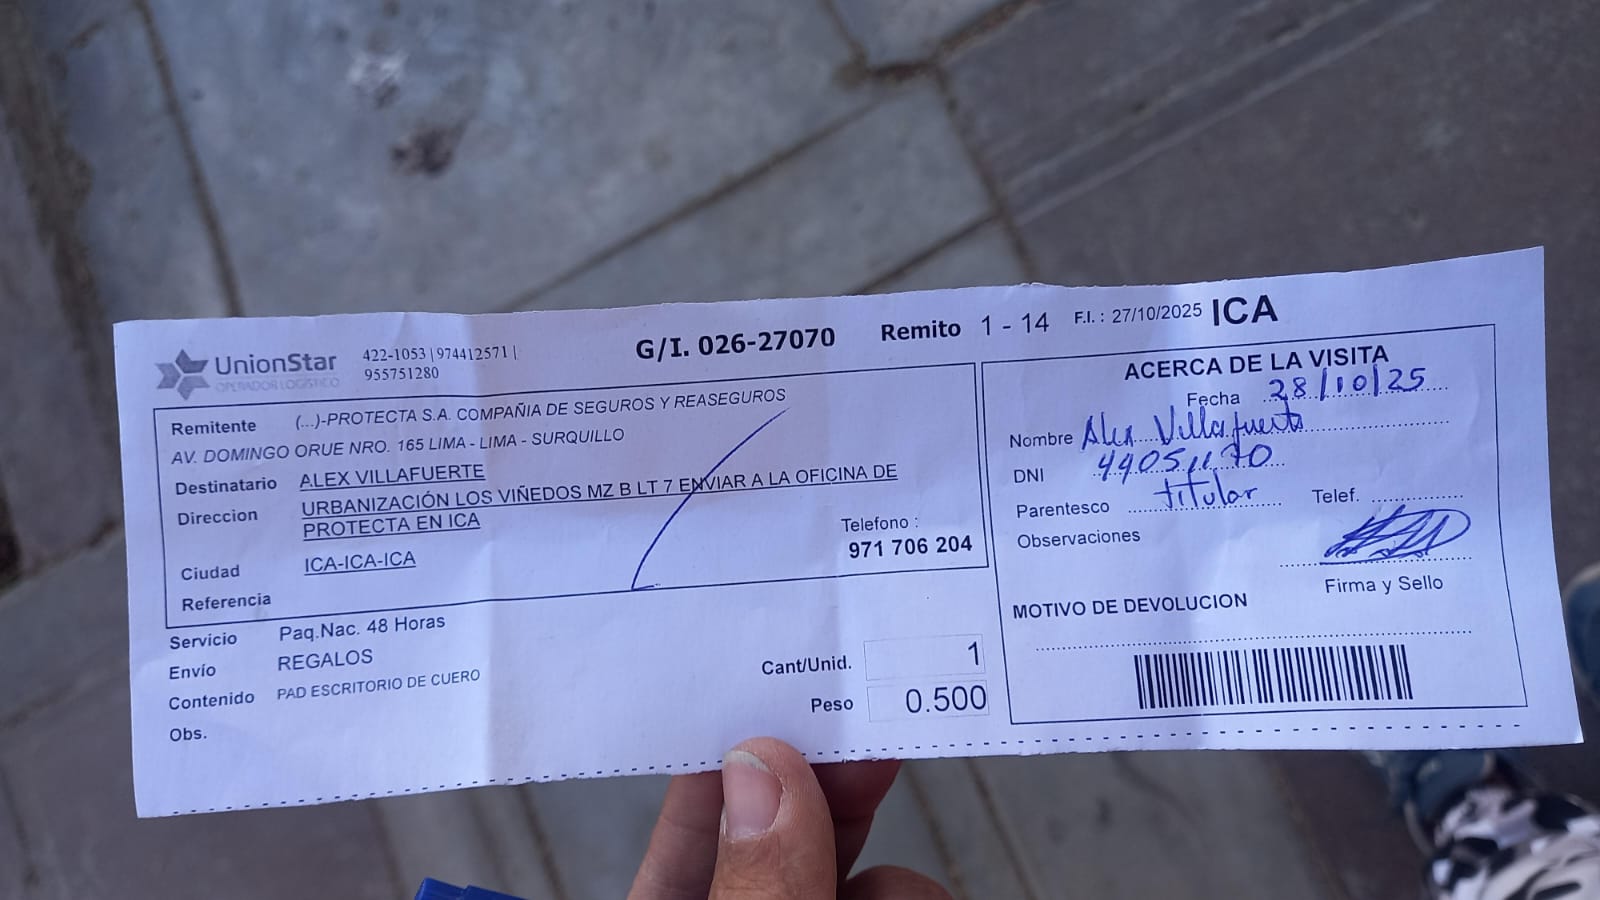 UnionStar
OPERADOR LOGÍSTICO
422-1053 | 974412571 |
955751280
G/I. 026-27070
Remito 1 - 14
F.I. : 27/10/2025 ICA
Remitente (...)-PROTECTA S.A. COMPAÑIA DE SEGUROS Y REASEGUROS
AV. DOMINGO ORUE NRO. 165 LIMA - LIMA - SURQUILLO
Destinatario ALEX VILLAFUERTE
Direccion URBANIZACIÓN LOS VIÑEDOS MZ B LT 7 ENVIAR A LA OFICINA DE
PROTECTA EN ICA
Telefono :
971 706 204
Ciudad ICA-ICA-ICA
Referencia
Servicio Paq.Nac. 48 Horas
Envío REGALOS
Contenido PAD ESCRITORIO DE CUERO
Obs.
Cant/Unid. 1
Peso 0.500
ACERCA DE LA VISITA
Fecha 28/10/25
Nombre Alex Villafuerte
DNI
Parentesco titular Telef.
Observaciones
Firma y Sello
MOTIVO DE DEVOLUCION